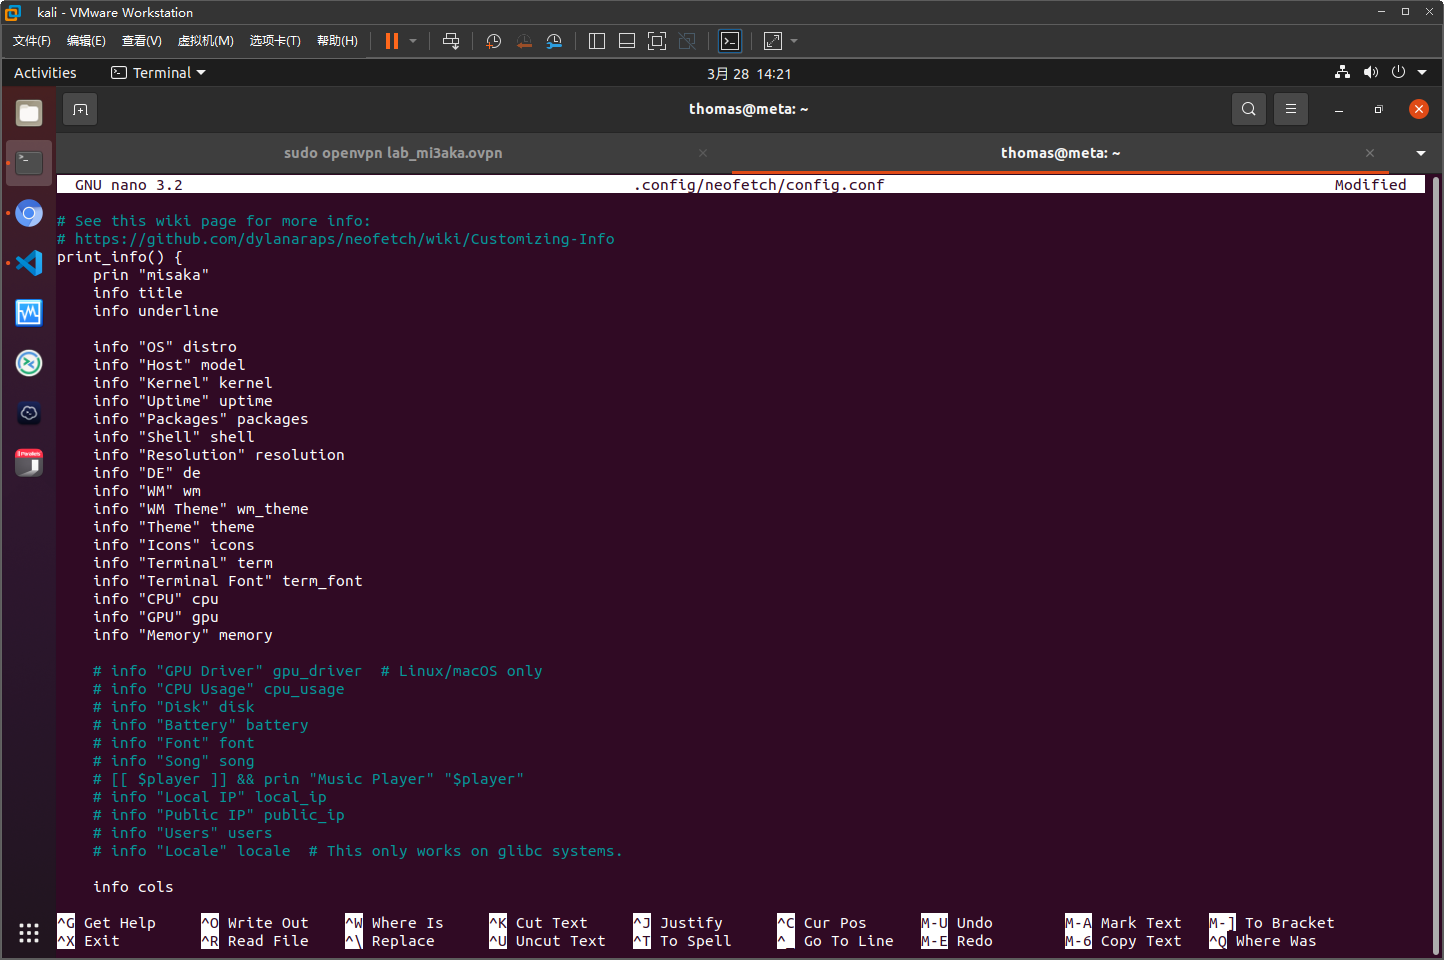 kali - VMware Workstation
文件(F) 编辑(E) 查看(V) 虚拟机(M) 选项卡(T) 帮助(H)
Activities Terminal 3月 28 14:21
thomas@meta: ~
sudo openvpn lab_mi3aka.ovpn thomas@meta: ~
GNU nano 3.2 .config/neofetch/config.conf Modified
# See this wiki page for more info:
# https://github.com/dylanaraps/neofetch/wiki/Customizing-Info
print_info() {
    prin "misaka"
    info title
    info underline

    info "OS" distro
    info "Host" model
    info "Kernel" kernel
    info "Uptime" uptime
    info "Packages" packages
    info "Shell" shell
    info "Resolution" resolution
    info "DE" de
    info "WM" wm
    info "WM Theme" wm_theme
    info "Theme" theme
    info "Icons" icons
    info "Terminal" term
    info "Terminal Font" term_font
    info "CPU" cpu
    info "GPU" gpu
    info "Memory" memory

    # info "GPU Driver" gpu_driver  # Linux/macOS only
    # info "CPU Usage" cpu_usage
    # info "Disk" disk
    # info "Battery" battery
    # info "Font" font
    # info "Song" song
    # [[ $player ]] && prin "Music Player" "$player"
    # info "Local IP" local_ip
    # info "Public IP" public_ip
    # info "Users" users
    # info "Locale" locale  # This only works on glibc systems.

    info cols
^G Get Help ^O Write Out ^W Where Is ^K Cut Text ^J Justify ^C Cur Pos M-U Undo M-A Mark Text M-] To Bracket
^X Exit ^R Read File ^\ Replace ^U Uncut Text ^T To Spell ^_ Go To Line M-E Redo M-6 Copy Text ^Q Where Was